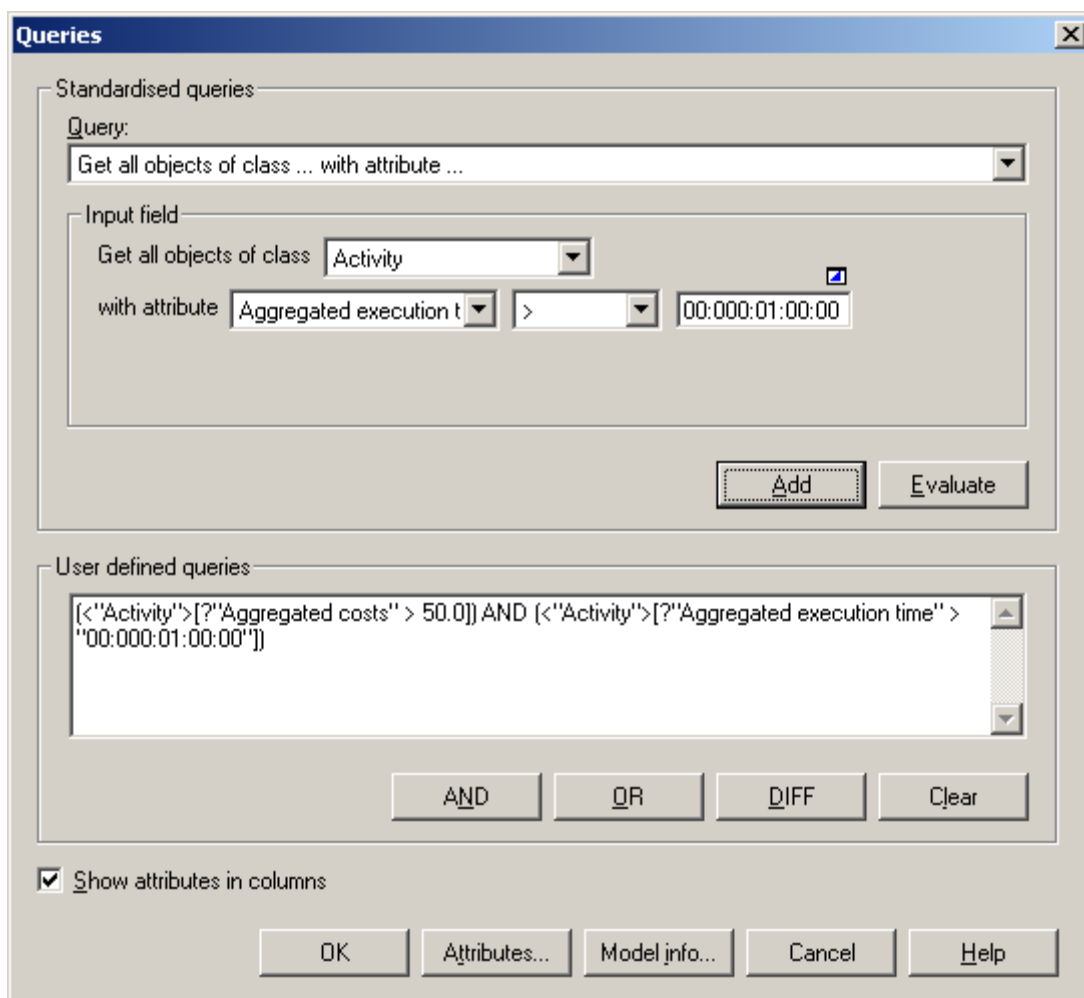 Queries
Standardised queries
Query:
Get all objects of class ... with attribute ...
Input field
Get all objects of class Activity
with attribute Aggregated execution t > 00:000:01:00:00
Add Evaluate
User defined queries
(<"Activity">[?"Aggregated costs" > 50.0]) AND (<"Activity">[?"Aggregated execution time" >
"00:000:01:00:00"])
AND OR DIFF Clear
Show attributes in columns
OK Attributes... Model info... Cancel Help